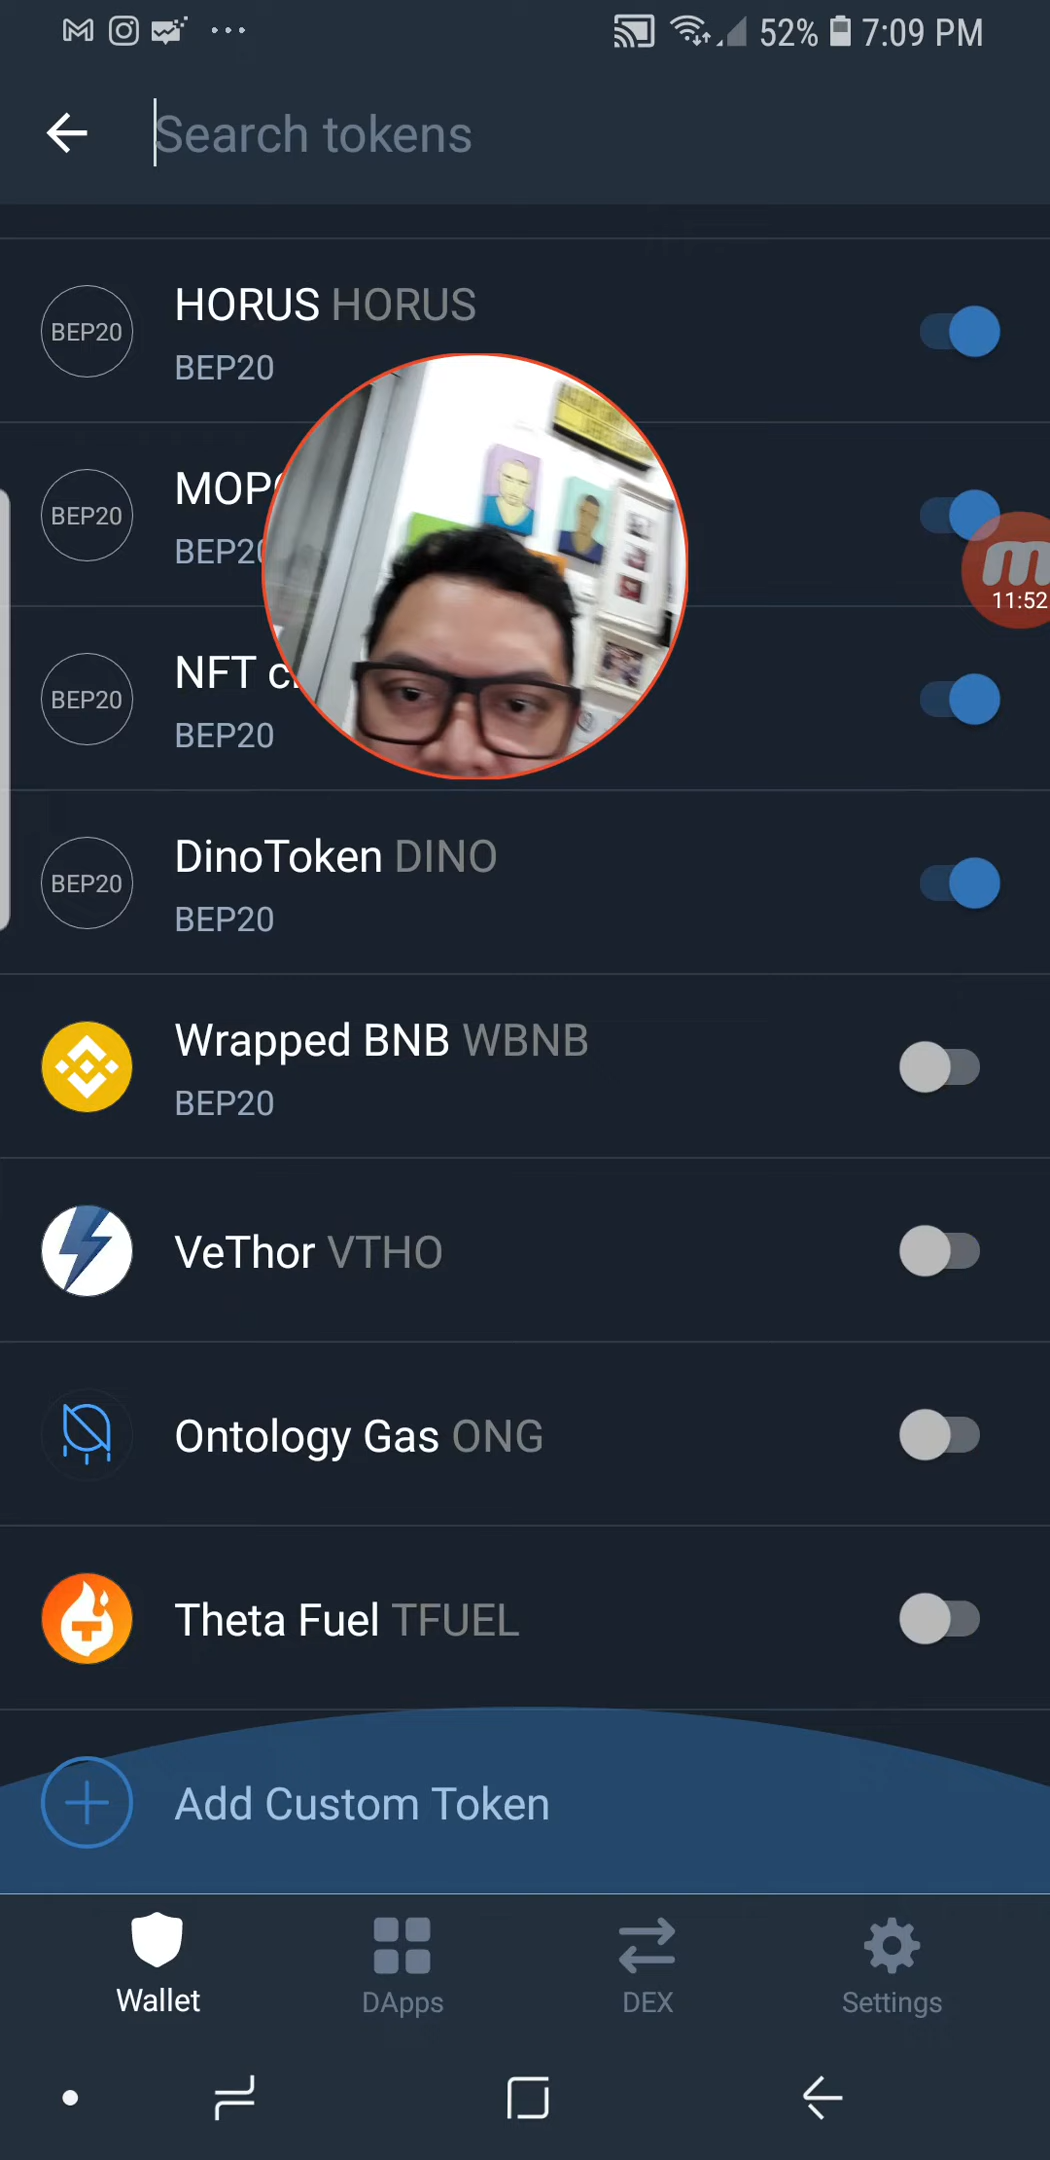 52% 7:09 PM
Search tokens
BEP20
HORUS HORUS
BEP20
BEP20
BEP20
NFT
BEP20
m
11:52
BEP20
DinoToken DINO
BEP20
Wrapped BNB WBNB
BEP20
VeThor VTHO
Ontology Gas ONG
Theta Fuel TFUEL
Add Custom Token
Wallet
DApps
DEX
Settings